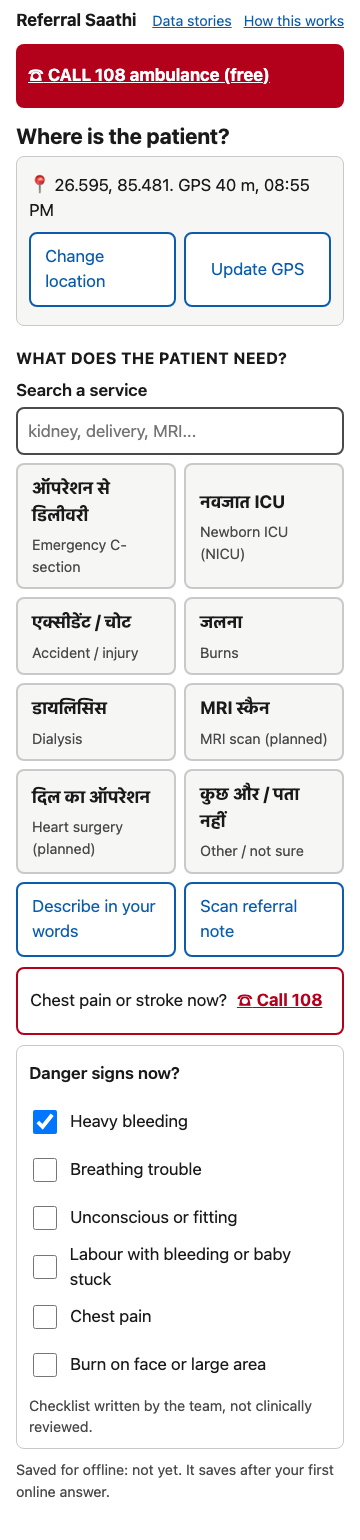 Referral Saathi Data stories How this works
☎ CALL 108 ambulance (free)
Where is the patient?
📍 26.595, 85.481. GPS 40 m, 08:55
PM
Change
location
Update GPS
WHAT DOES THE PATIENT NEED?
Search a service
kidney, delivery, MRI...
ऑपरेशन से
डिलीवरी
Emergency C-
section
नवजात ICU
Newborn ICU
(NICU)
एक्सीडेंट / चोट
Accident / injury
जलना
Burns
डायलिसिस
Dialysis
MRI स्कैन
MRI scan (planned)
दिल का ऑपरेशन
Heart surgery
(planned)
कुछ और / पता
नहीं
Other / not sure
Describe in your
words
Scan referral
note
Chest pain or stroke now? ☎ Call 108
Danger signs now?
Heavy bleeding
Breathing trouble
Unconscious or fitting
Labour with bleeding or baby
stuck
Chest pain
Burn on face or large area
Checklist written by the team, not clinically
reviewed.
Saved for offline: not yet. It saves after your first
online answer.